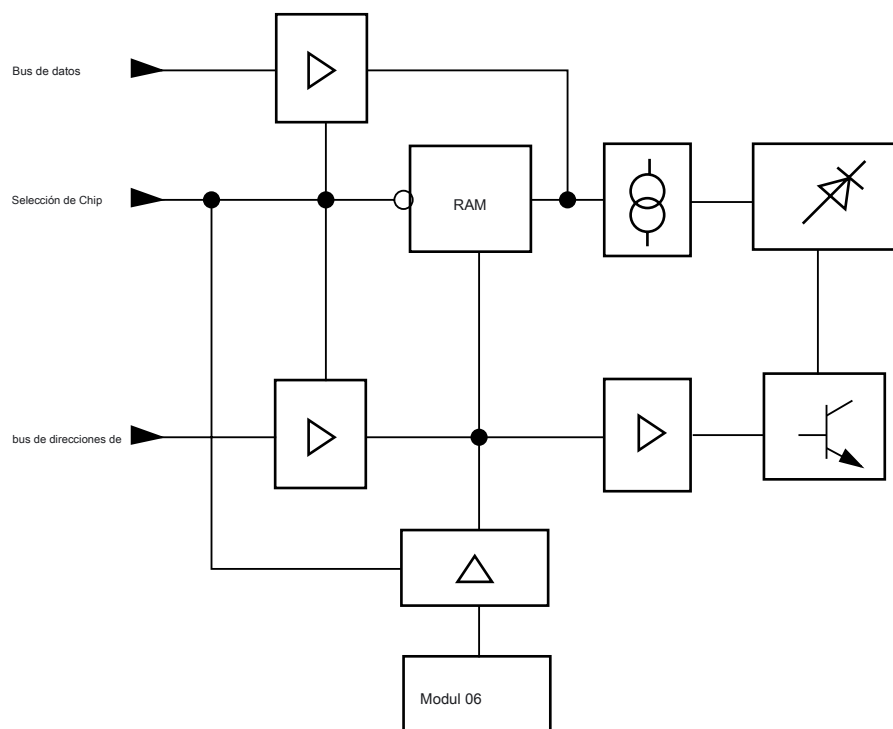 Bus de datos
Selección de Chip
RAM
bus de direcciones de
Modul 06